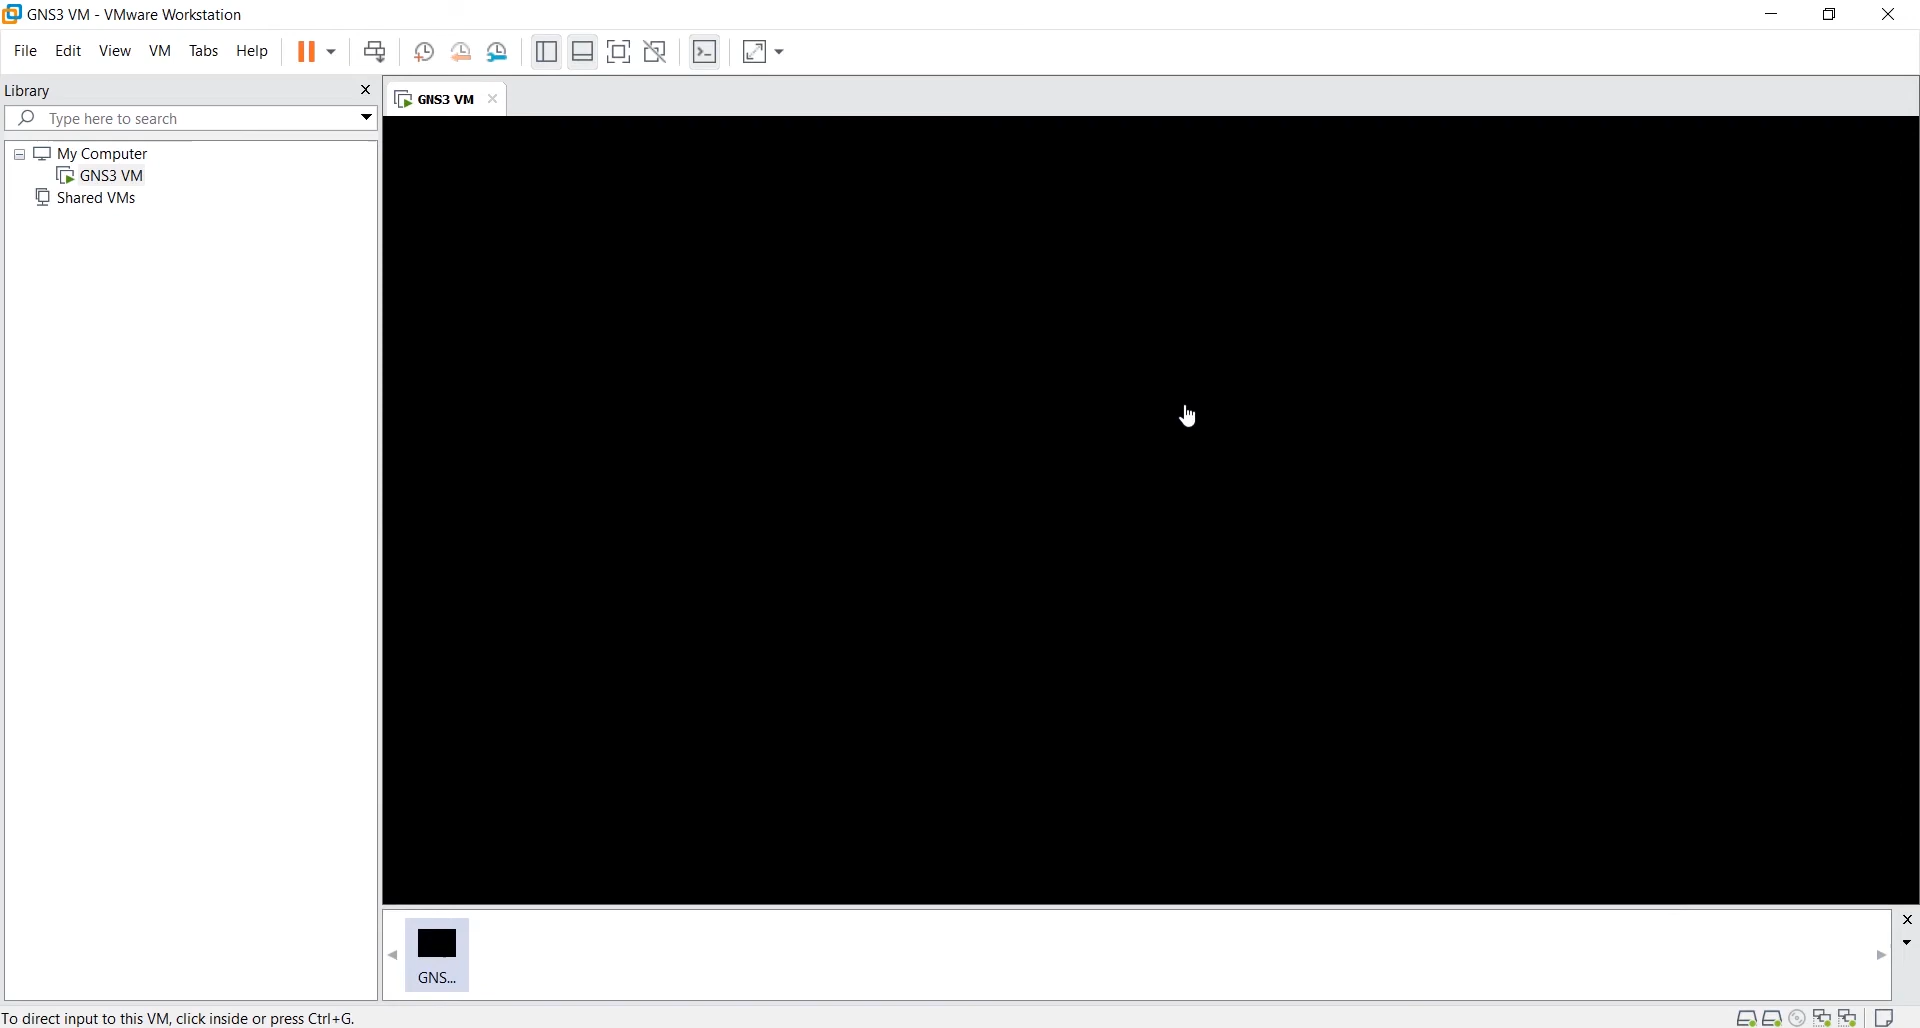 GNS3 VM - VMware Workstation
File Edit View VM Tabs Help
Library
Type here to search
My Computer
GNS3 VM
Shared VMs
GNS3 VM
GNS...
To direct input to this VM, click inside or press Ctrl+G.